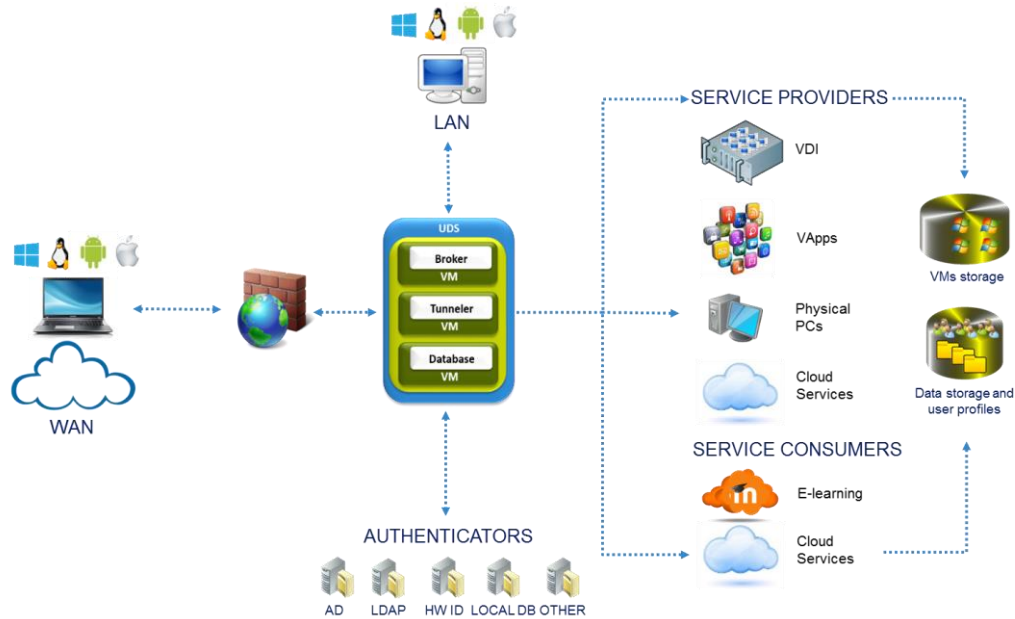 LAN
SERVICE PROVIDERS
VDI
UDS
Broker
VM
Tunneler
VM
Database
VM
VApps
VMs storage
Physical
PCs
Cloud
Services
Data storage and
user profiles
WAN
SERVICE CONSUMERS
E-learning
Cloud
Services
AUTHENTICATORS
AD LDAP HW ID LOCAL DB OTHER